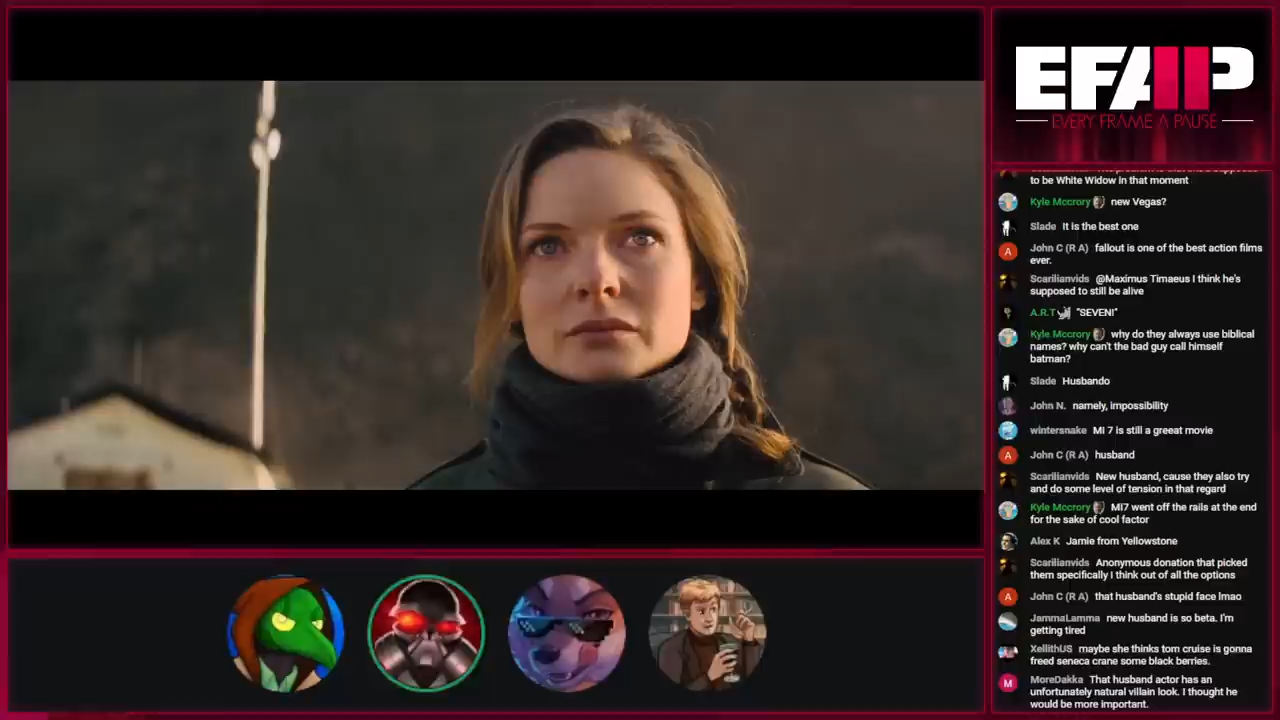 EFAP
EVERY FRAME A PAUSE
to be White Widow in that moment
Kyle Mccrory new Vegas?
Slade It is the best one
John C (R A) fallout is one of the best action films
ever.
Scarilianvids @Maximus Timaeus I think he's
supposed to still be alive
A.R.T "SEVEN!"
Kyle Mccrory why do they always use biblical
names? why can't the bad guy call himself
batman?
Slade Husbando
John N. namely, impossibility
wintersnake MI 7 is still a greeat movie
A
John C (R A) husband
Scarilianvids New husband, cause they also try
and do some level of tension in that regard
Kyle Mccrory MI7 went off the rails at the end
for the sake of cool factor
Alex K Jamie from Yellowstone
Scarilianvids Anonymous donation that picked
them specifically I think out of all the options
A
John C (R A) that husband's stupid face lmao
JammaLamma new husband is so beta. I'm
getting tired
XellithUS maybe she thinks tom cruise is gonna
freed seneca crane some black berries.
M
MoreDakka That husband actor has an
unfortunately natural villain look. I thought he
would be more important.